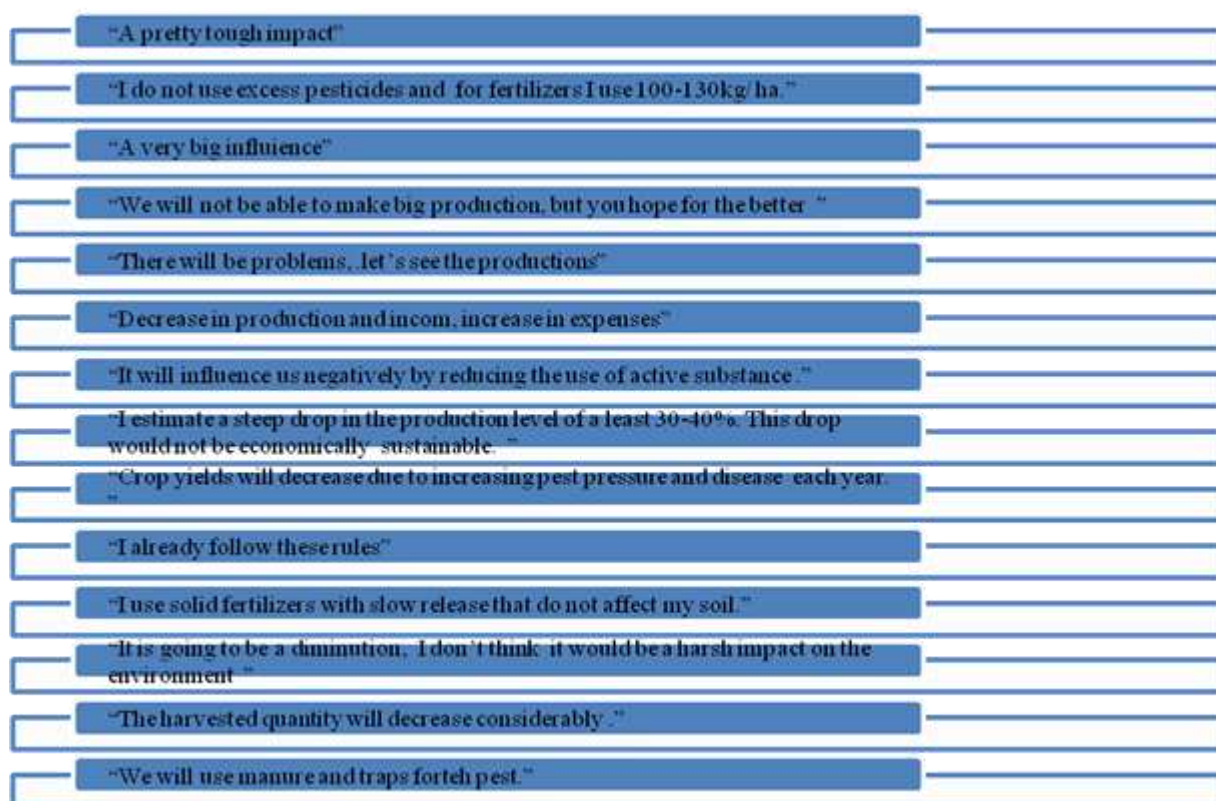 “A pretty tough impact”
“I do not use excess pesticides and for fertilizers I use 100-130kg/ ha.”
“A very big influience”
“We will not be able to make big production, but you hope for the better ”
“There will be problems, .let’s see the productions”
“Decrease in production and incom, increase in expenses”
“It will influence us negatively by reducing the use of active substance .”
“I estimate a steep drop in the production level of a least 30-40%. This drop
would not be economically sustainable. ”
“Crop yields will decrease due to increasing pest pressure and disease each year.
”
“I already follow these rules”
“I use solid fertilizers with slow release that do not affect my soil.”
“It is going to be a diminution, I don’t think it would be a harsh impact on the
environment ”
“The harvested quantity will decrease considerably .”
“We will use manure and traps forteh pest.”